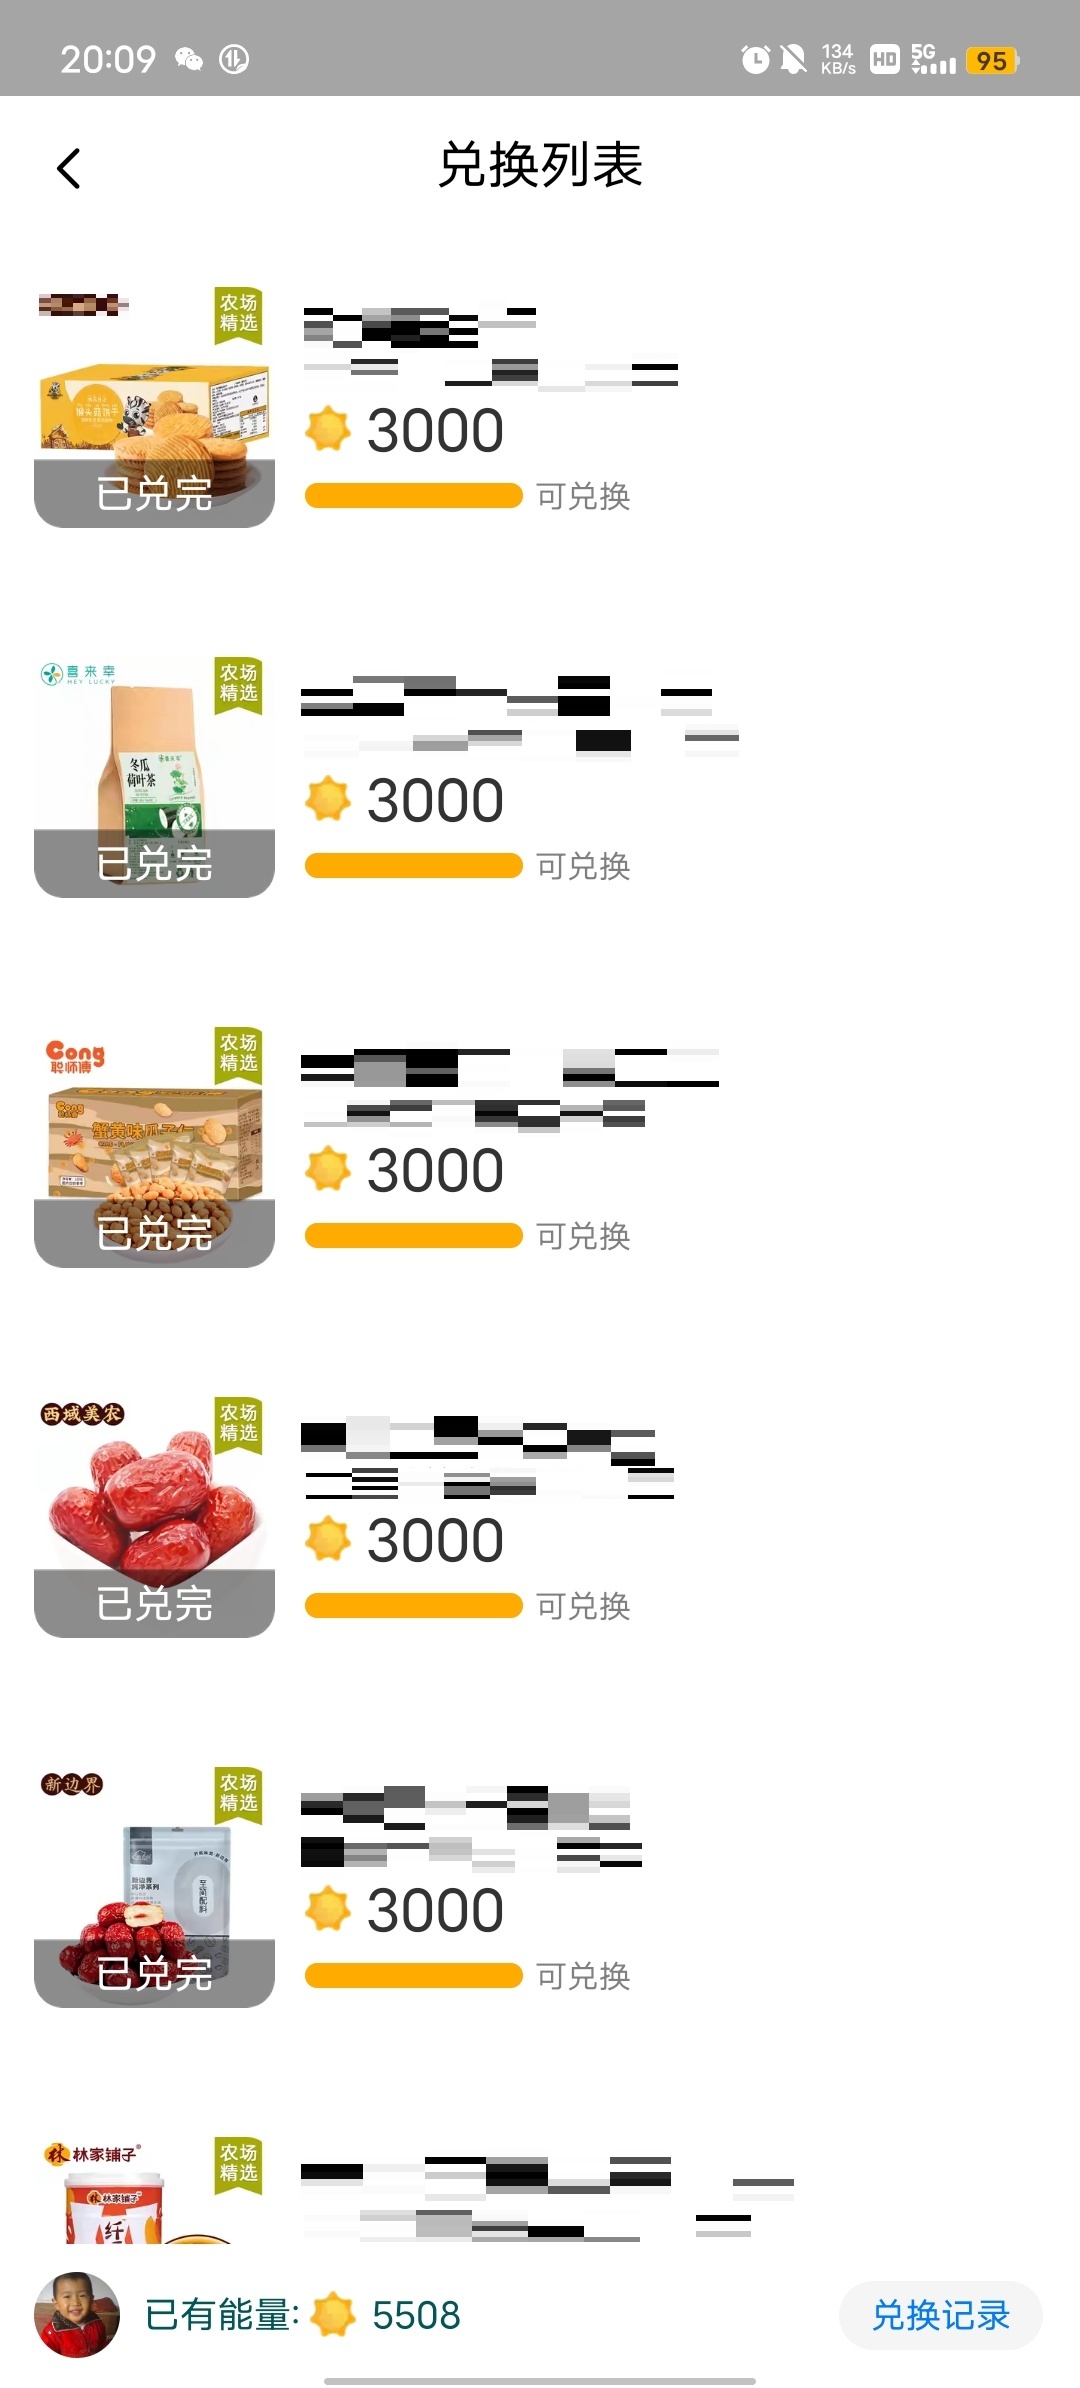 20:09
134 KB/s HD 5G 95
兑换列表
农场
精选
猴头菇饼干
3000
已兑完
可兑换
喜来幸
HEY LUCKY
农场
精选
冬瓜
荷叶茶
3000
已兑完
可兑换
Cong
聪师傅
农场
精选
Cong
蟹黄味瓜子仁
3000
已兑完
可兑换
西域美农
农场
精选
3000
已兑完
可兑换
新边界
农场
精选
至简配料
3000
已兑完
可兑换
林家铺子
农场
精选
林家铺子
纤
已有能量: 5508
兑换记录